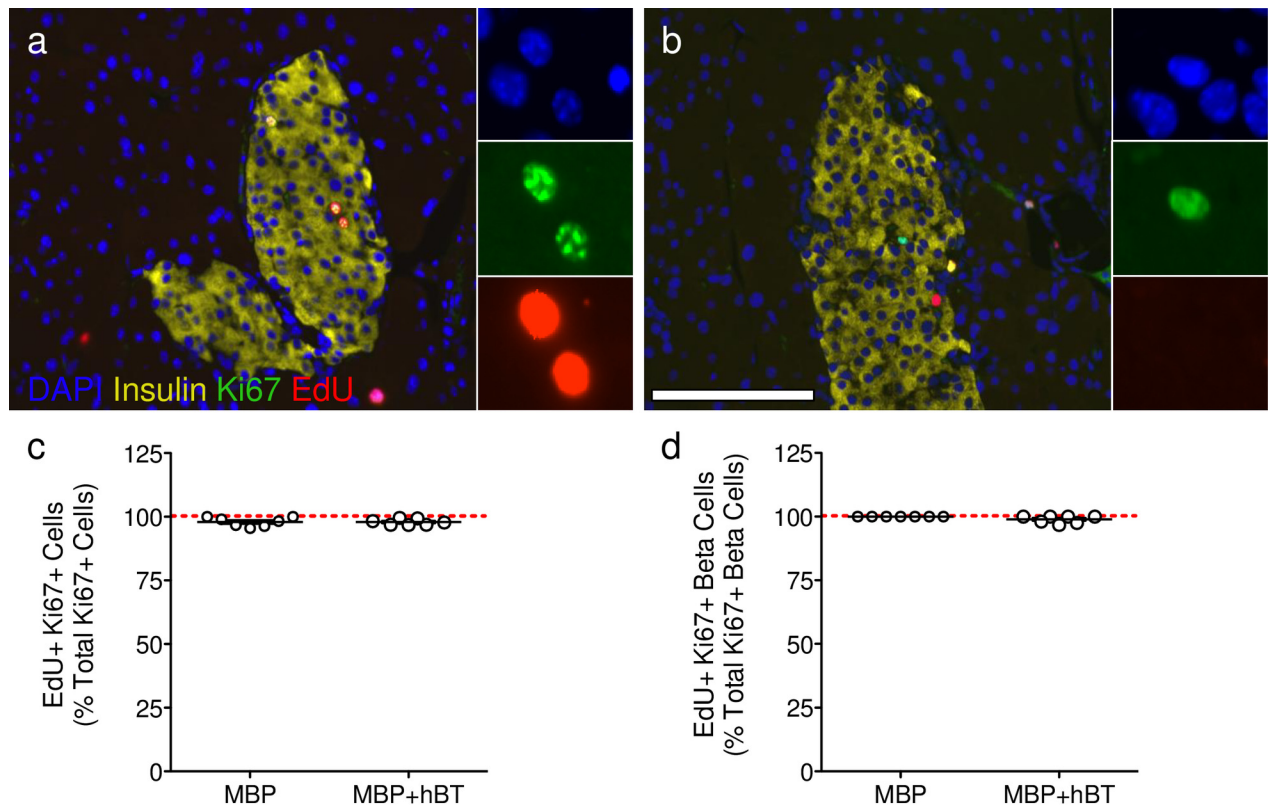 a
b
DAPI Insulin Ki67 EdU
c
EdU+ Ki67+ Cells
(% Total Ki67+ Cells)
125
100
75
50
25
0
MBP
MBP+hBT
d
EdU+ Ki67+ Beta Cells
(% Total Ki67+ Beta Cells)
125
100
75
50
25
0
MBP
MBP+hBT